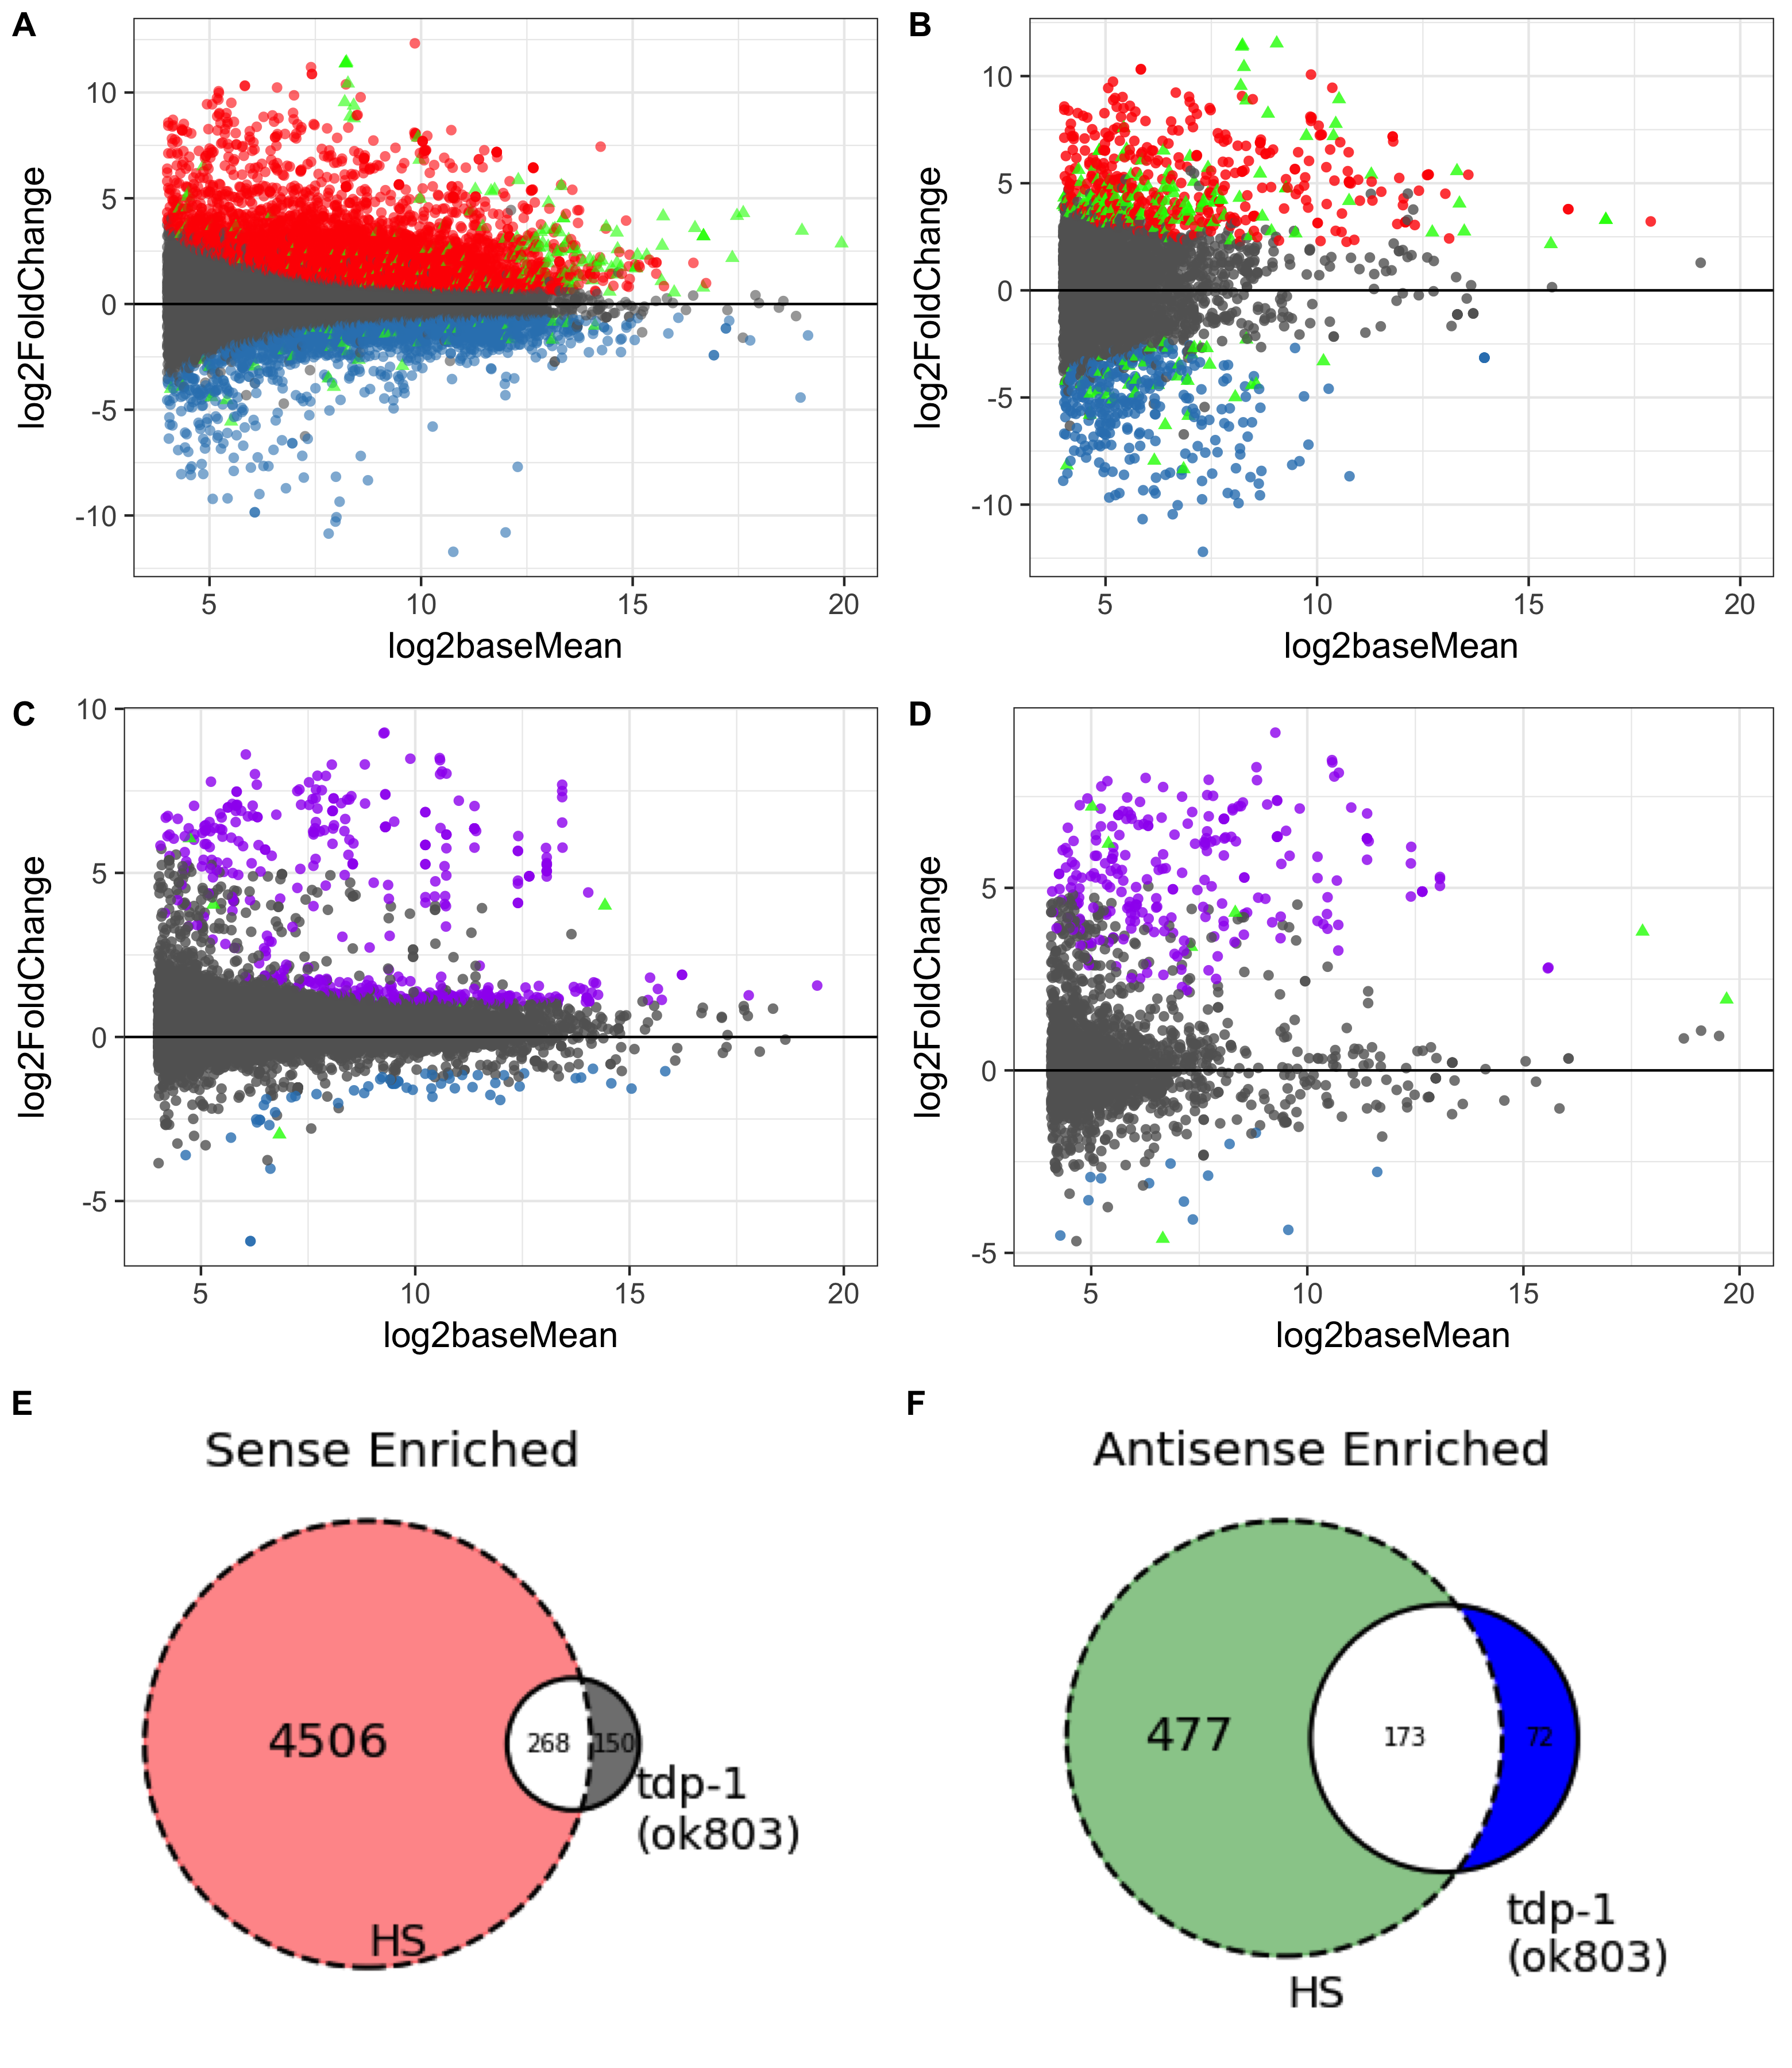 A
B
10
5
0
-5
-10
log2FoldChange
5
10
15
20
log2baseMean
10
5
0
-5
-10
log2FoldChange
5
10
15
20
log2baseMean
C
D
10
5
0
-5
log2FoldChange
5
10
15
20
log2baseMean
5
0
-5
log2FoldChange
5
10
15
20
log2baseMean
E
Sense Enriched
4506
268
150
tdp-1
(ok803)
HS
F
Antisense Enriched
477
173
72
tdp-1
(ok803)
HS